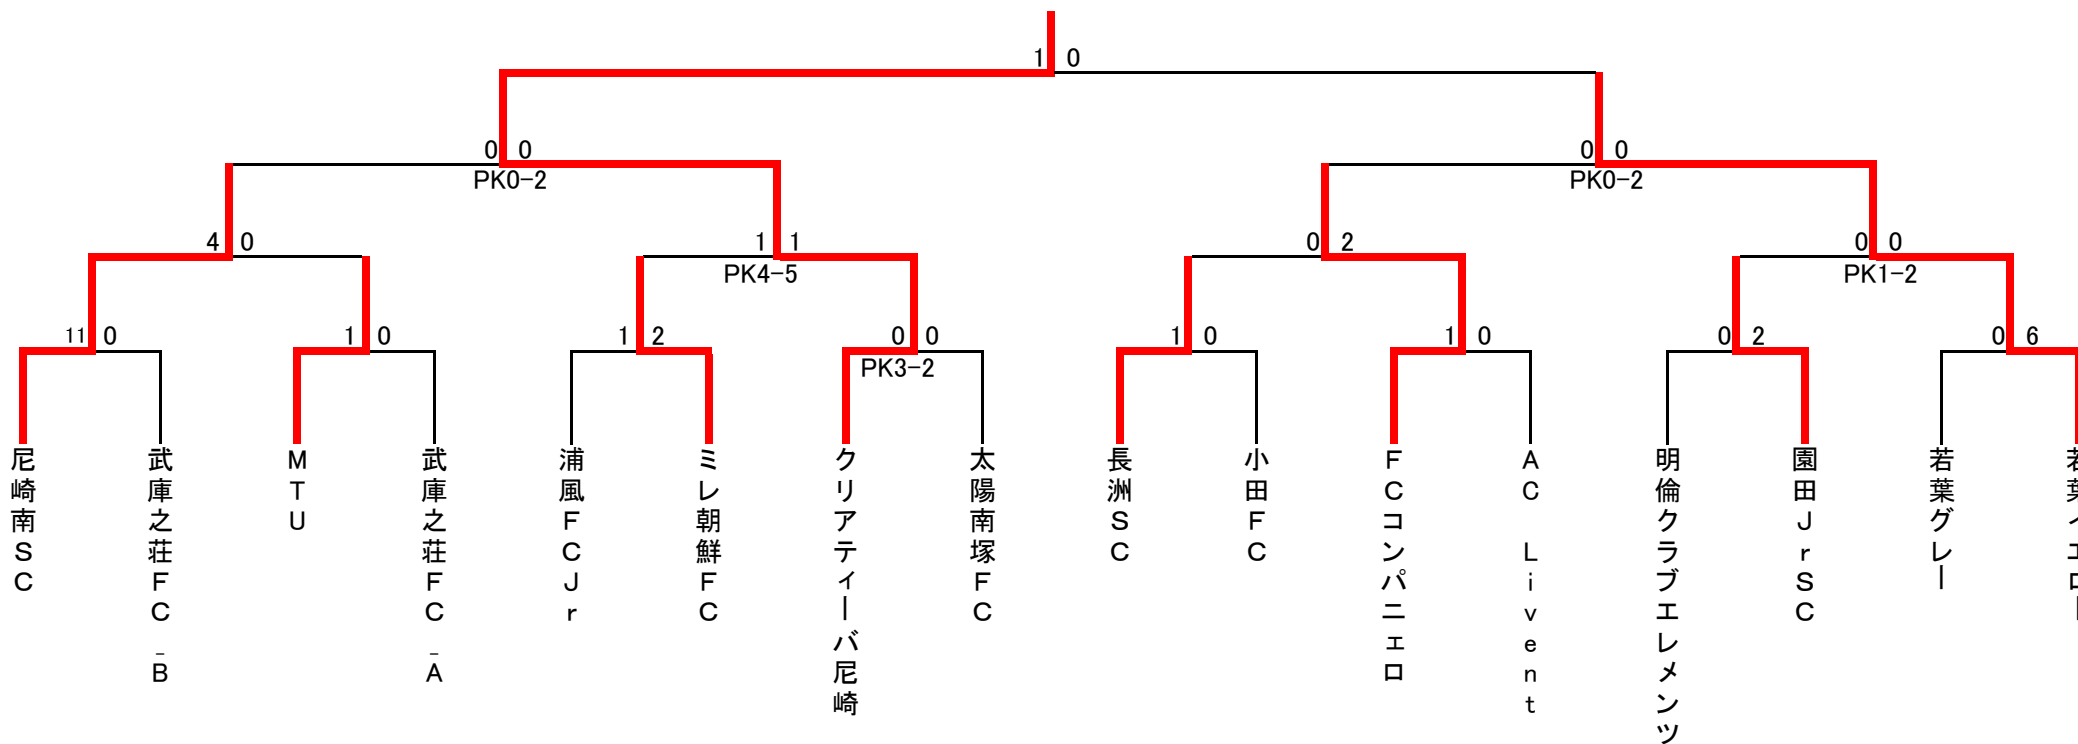 1 0
0 0 0 0
PK0-2 PK0-2
4 0 1 1 0 2 0 0
PK4-5 PK1-2
11 0 1 0 1 2 0 0 1 0 1 0 0 2 0 6
PK3-2
尼崎南SC
武庫之荘FC_B
MTU
武庫之荘FC_A
浦風FCJr
ミレ朝鮮FC
クリアティーバ尼崎
太陽南塚FC
長洲SC
小田FC
FCコンパニェロ
AC Livent
明倫クラブエレメンツ
園田JrSC
若葉グレー
若葉イエロー